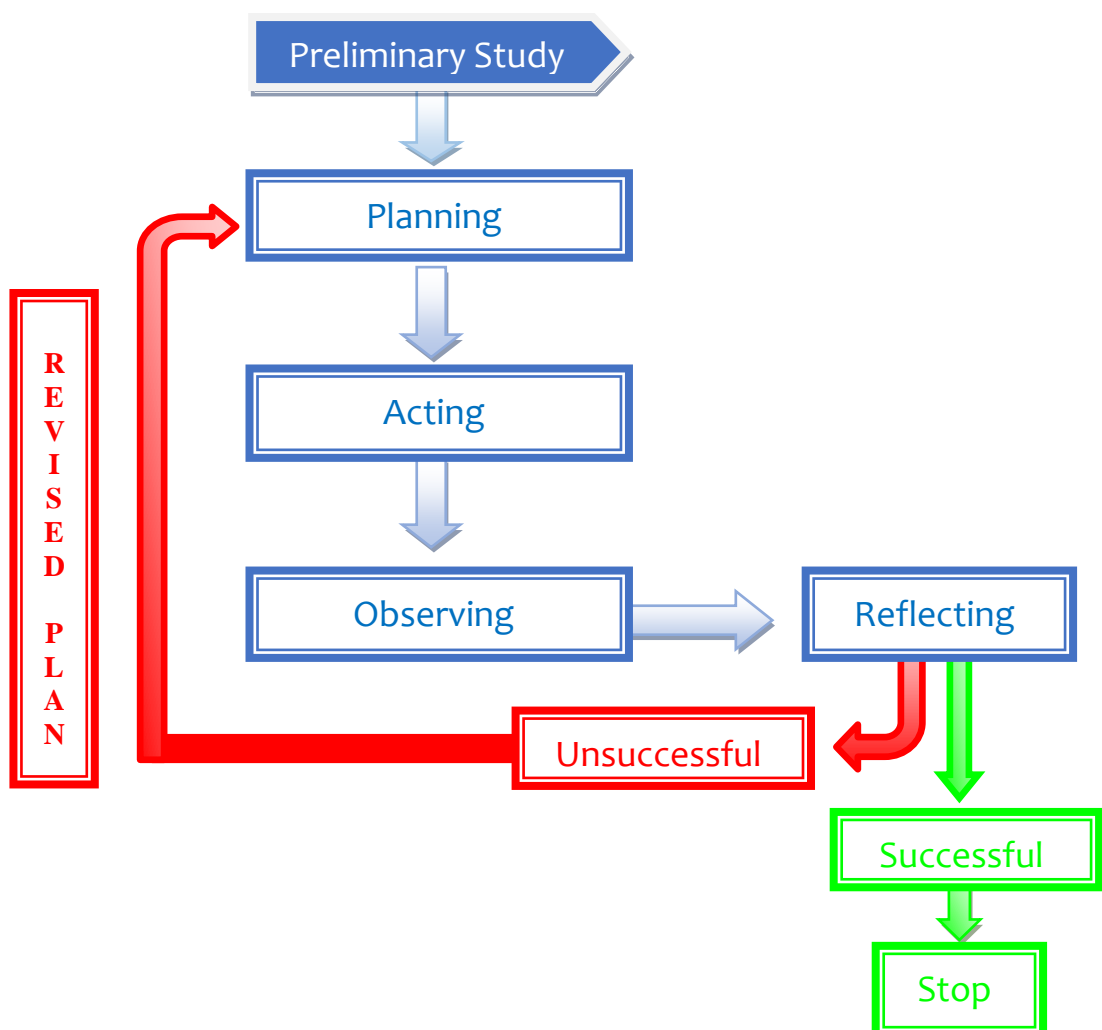 Preliminary Study
Planning
REVISED PLAN
Acting
Observing
Reflecting
Unsuccessful
Successful
Stop